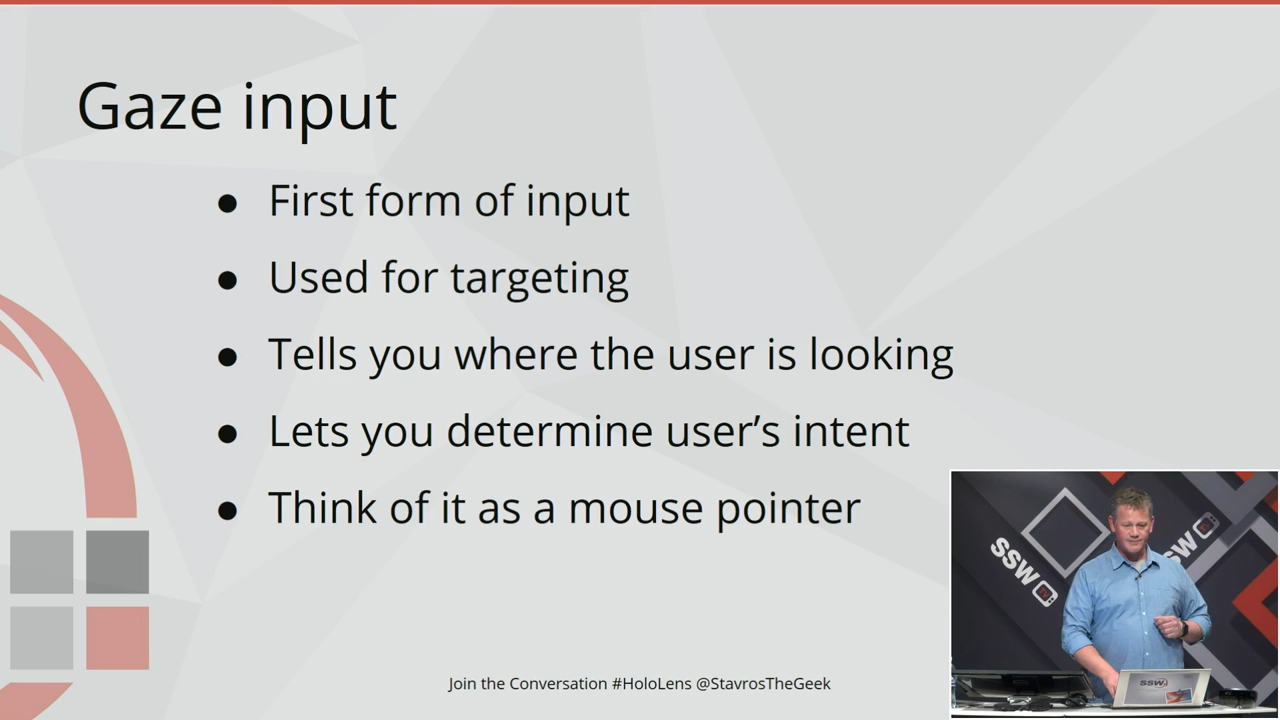 Gaze input
● First form of input
● Used for targeting
● Tells you where the user is looking
● Lets you determine user’s intent
● Think of it as a mouse pointer
SSW
SSW
SSW
Join the Conversation #HoloLens @StavrosTheGeek